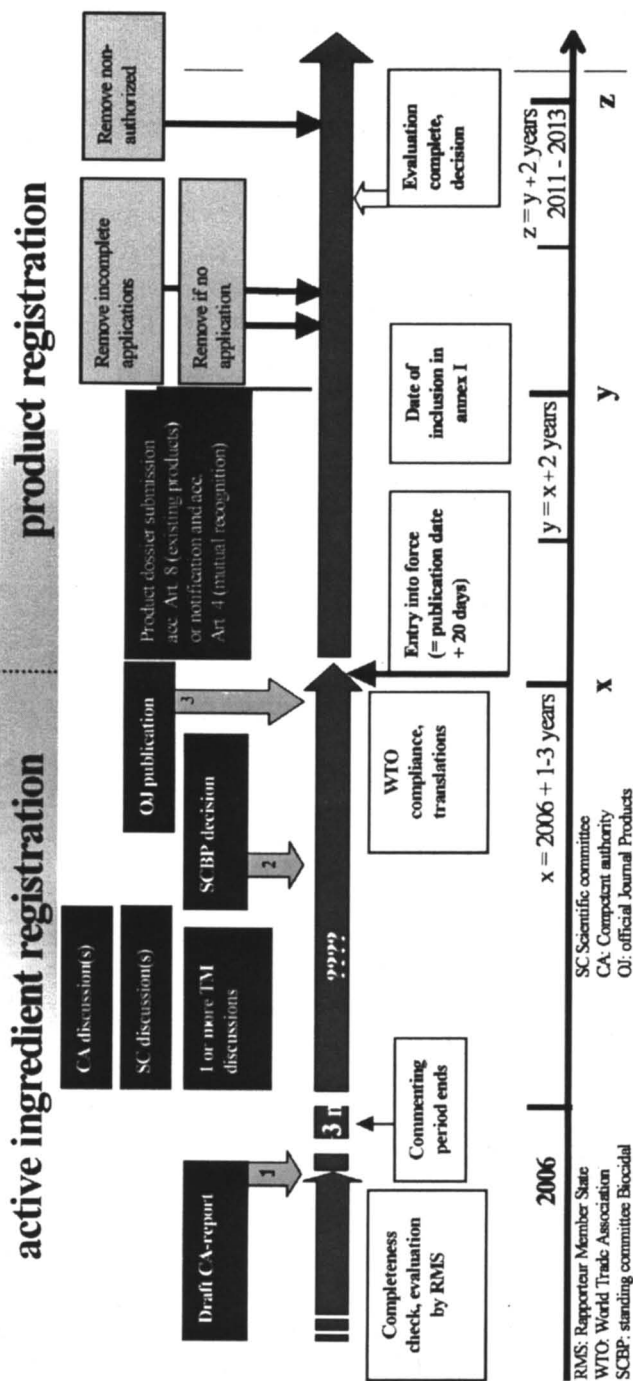 active ingredient registration
product registration
CA discussion(s)
SC discussion(s)
1 or more TM
discussions
Draft CA-report
1
SCBP decision
2
OJ publication
3
Product dossier submission
acc. Art. 8 (existing products)
or notification and acc.
Art. 4 (mutual recognition)
Remove incomplete
applications
Remove if no
application.
Remove non-
authorized
3 m
????
Completeness
check, evaluation
by RMS
Commenting
period ends
WTO
compliance,
translations
Entry into force
(= publication date
+ 20 days)
Date of
inclusion in
annex I
Evaluation
complete,
decision
2006
x = 2006 + 1-3 years
y = x + 2 years
z = y + 2 years
2011 - 2013
x
y
z
RMS: Rapporteur Member State
WTO: World Trade Association
SCBP: standing committee Biocidal
SC Scientific committee
CA: Competent authority
OJ: official Journal Products